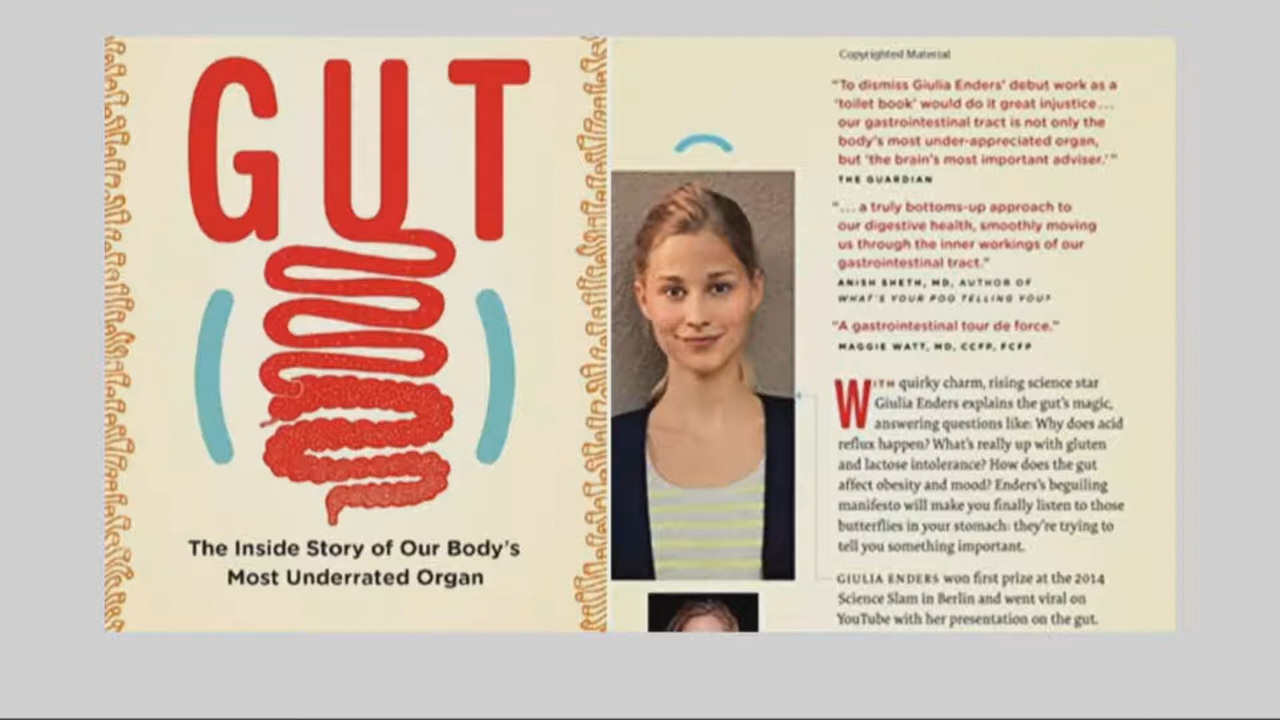 GUT
The Inside Story of Our Body's
Most Underrated Organ
Copyrighted Material
"To dismiss Giulia Enders' debut work as a
'toilet book' would do it great injustice...
our gastrointestinal tract is not only the
body's most under-appreciated organ,
but 'the brain's most important adviser.'"
THE GUARDIAN
"...a truly bottoms-up approach to
our digestive health, smoothly moving
us through the inner workings of our
gastrointestinal tract."
ANISH SHETH, MD, AUTHOR OF
WHAT'S YOUR POO TELLING YOU?
"A gastrointestinal tour de force."
MAGGIE WATT, MD, CCFP, FCFP
WITH quirky charm, rising science star
Giulia Enders explains the gut's magic,
answering questions like: Why does acid
reflux happen? What's really up with gluten
and lactose intolerance? How does the gut
affect obesity and mood? Enders's beguiling
manifesto will make you finally listen to those
butterflies in your stomach: they're trying to
tell you something important.
GIULIA ENDERS won first prize at the 2014
Science Slam in Berlin and went viral on
YouTube with her presentation on the gut.